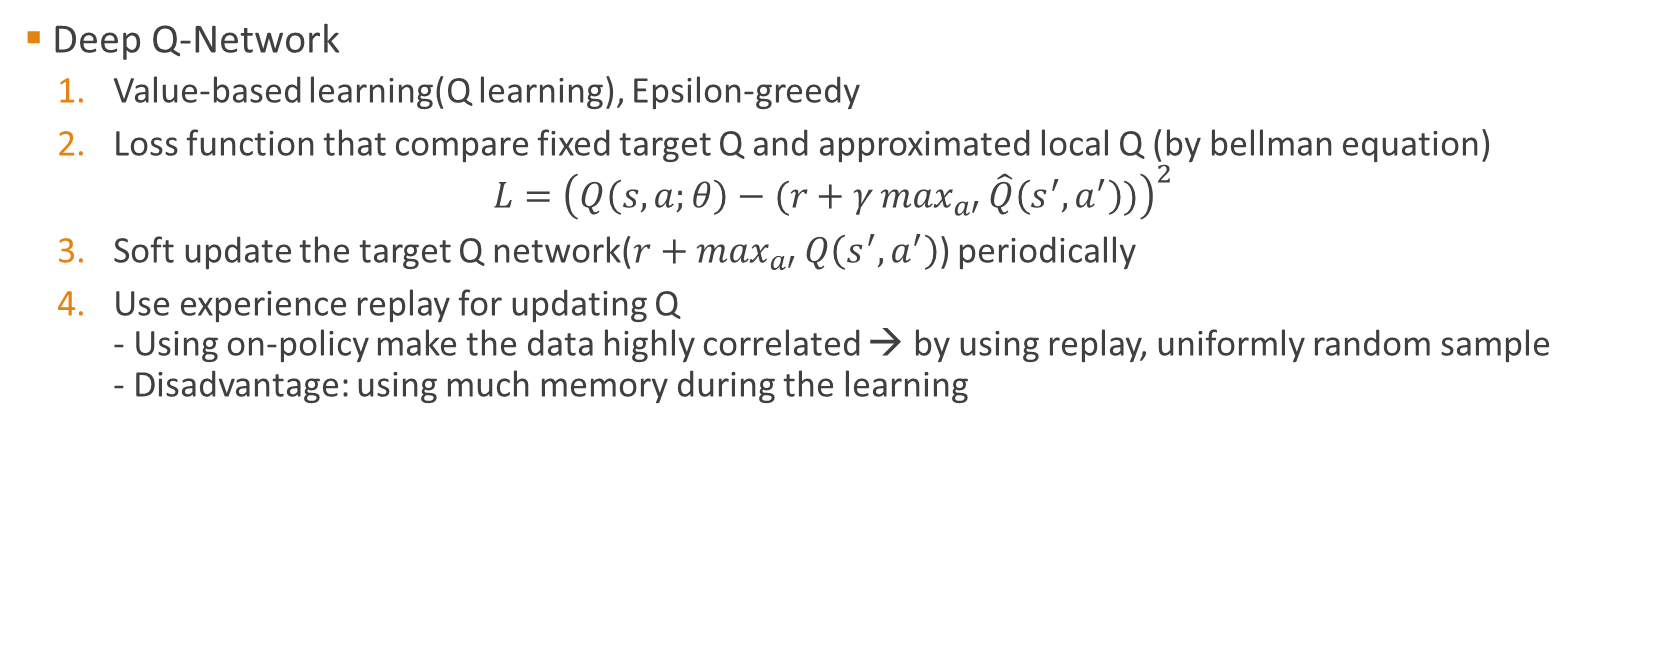 ▪ Deep Q-Network
1. Value-based learning(Q learning), Epsilon-greedy
2. Loss function that compare fixed target Q and approximated local Q (by bellman equation)
L = (Q(s, a; θ) − (r + γ max_{a′} Q̂(s′, a′)))²
3. Soft update the target Q network(r + max_{a′} Q(s′, a′)) periodically
4. Use experience replay for updating Q
- Using on-policy make the data highly correlated → by using replay, uniformly random sample
- Disadvantage: using much memory during the learning